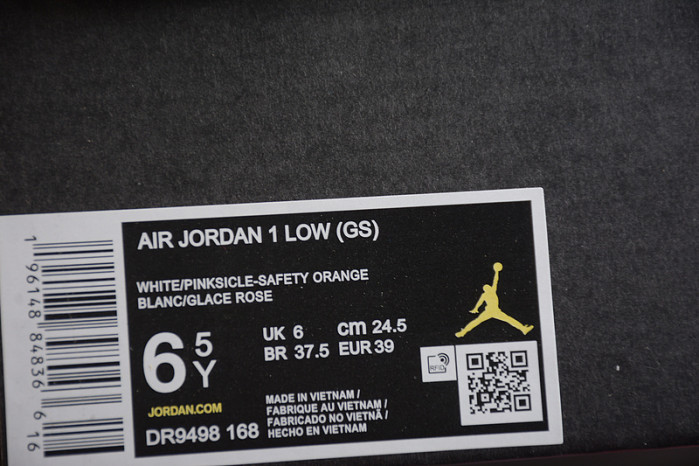 AIR JORDAN 1 LOW (GS)
WHITE/PINKSICLE-SAFETY ORANGE
BLANC/GLACE ROSE
6 5 Y
UK 6 cm 24.5
BR 37.5 EUR 39
RFID
JORDAN.COM
DR9498 168
MADE IN VIETNAM /
FABRIQUE AU VIETNAM /
FABRICADO NO VIETNÃ /
HECHO EN VIETNAM
1 96148 84836 6 16